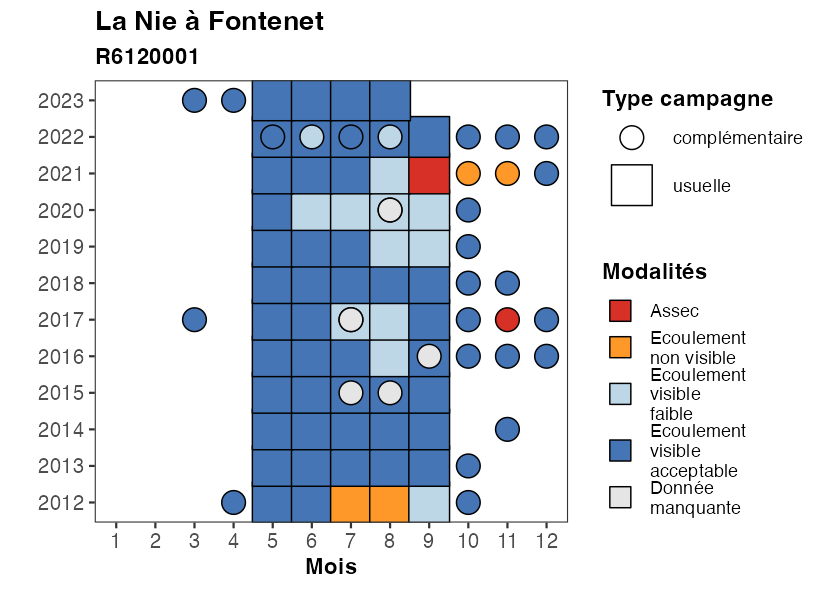 La Nie à Fontenet
R6120001
2023
2022
2021
2020
2019
2018
2017
2016
2015
2014
2013
2012
1 2 3 4 5 6 7 8 9 10 11 12
Mois
Type campagne
complémentaire
usuelle
Modalités
Assec
Ecoulement
non visible
Ecoulement
visible
faible
Ecoulement
visible
acceptable
Donnée
manquante